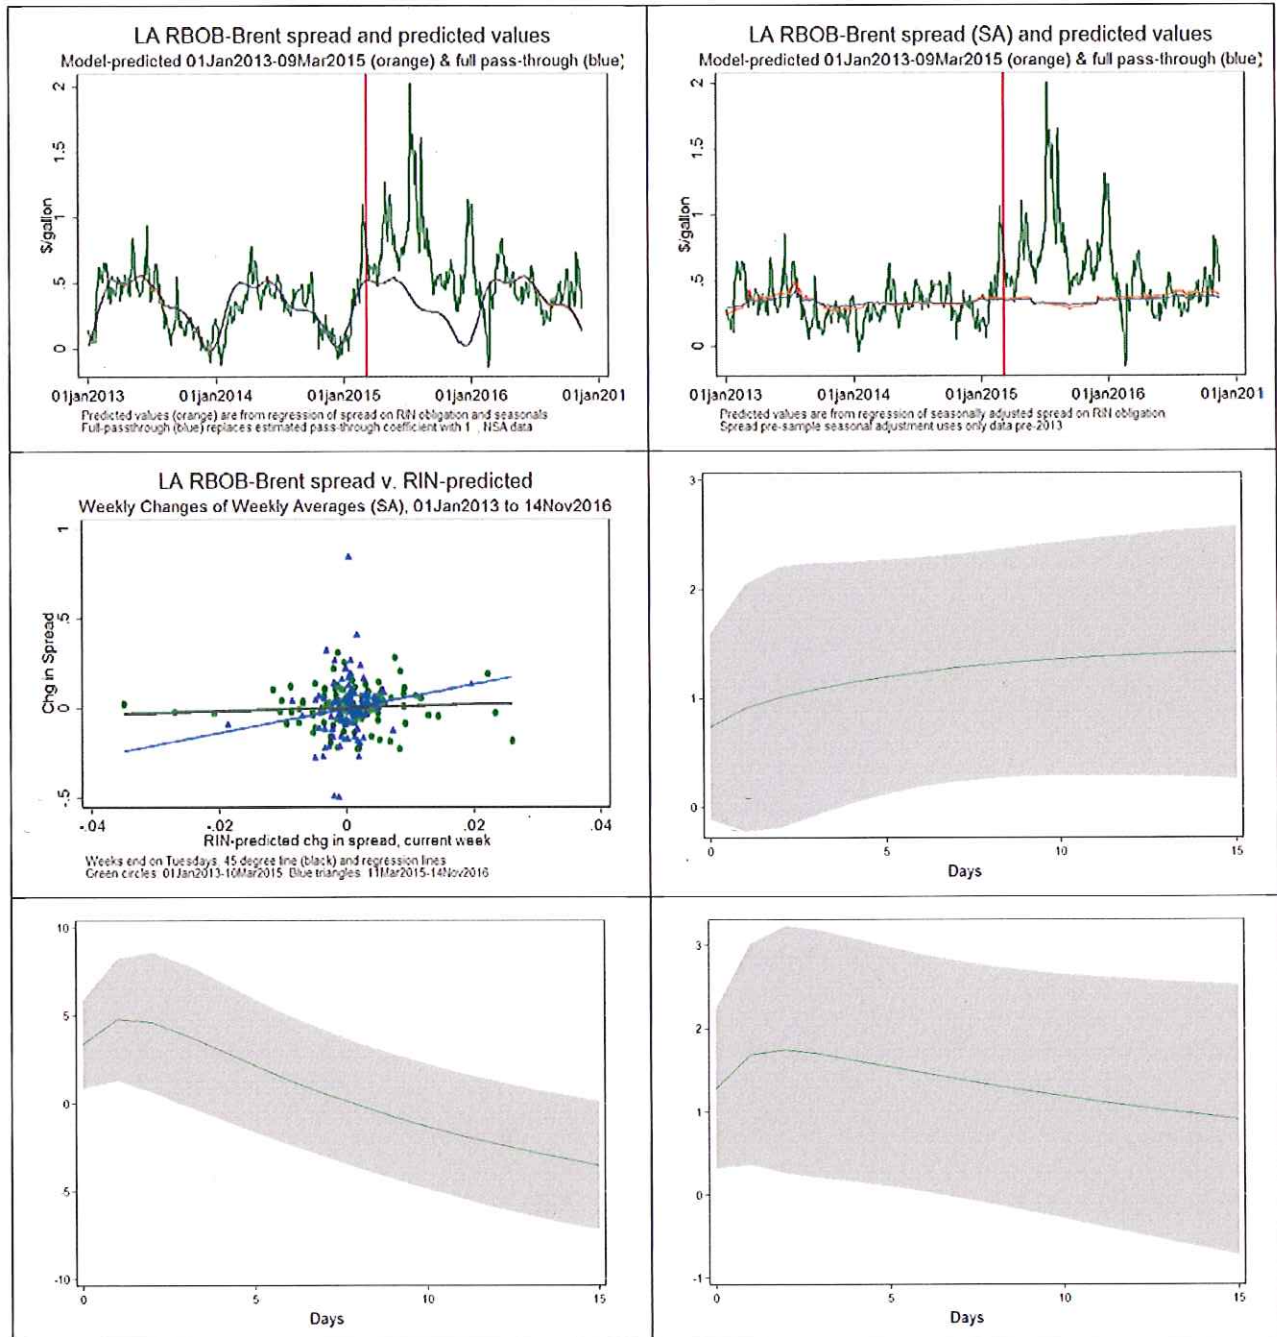 LA RBOB-Brent spread and predicted values
Model-predicted 01Jan2013-09Mar2015 (orange) & full pass-through (blue)
$/gallon
2
1.5
1
.5
0
01jan2013 01jan2014 01jan2015 01jan2016 01jan201
Predicted values (orange) are from regression of spread on RIN obligation and seasonals
Full-passthrough (blue) replaces estimated pass-through coefficient with 1 , NSA data
LA RBOB-Brent spread (SA) and predicted values
Model-predicted 01Jan2013-09Mar2015 (orange) & full pass-through (blue)
$/gallon
2
1.5
1
.5
0
01jan2013 01jan2014 01jan2015 01jan2016 01jan201
Predicted values are from regression of seasonally adjusted spread on RIN obligation
Spread pre-sample seasonal adjustment uses only data pre-2013
LA RBOB-Brent spread v. RIN-predicted
Weekly Changes of Weekly Averages (SA), 01Jan2013 to 14Nov2016
Chg in Spread
1
.5
0
-.5
-.04 -.02 0 .02 .04
RIN-predicted chg in spread, current week
Weeks end on Tuesdays. 45 degree line (black) and regression lines
Green circles: 01Jan2013-10Mar2015 Blue triangles: 11Mar2015-14Nov2016
3
2
1
0
0 5 10 15
Days
10
5
0
-5
-10
0 5 10 15
Days
3
2
1
0
-1
0 5 10 15
Days